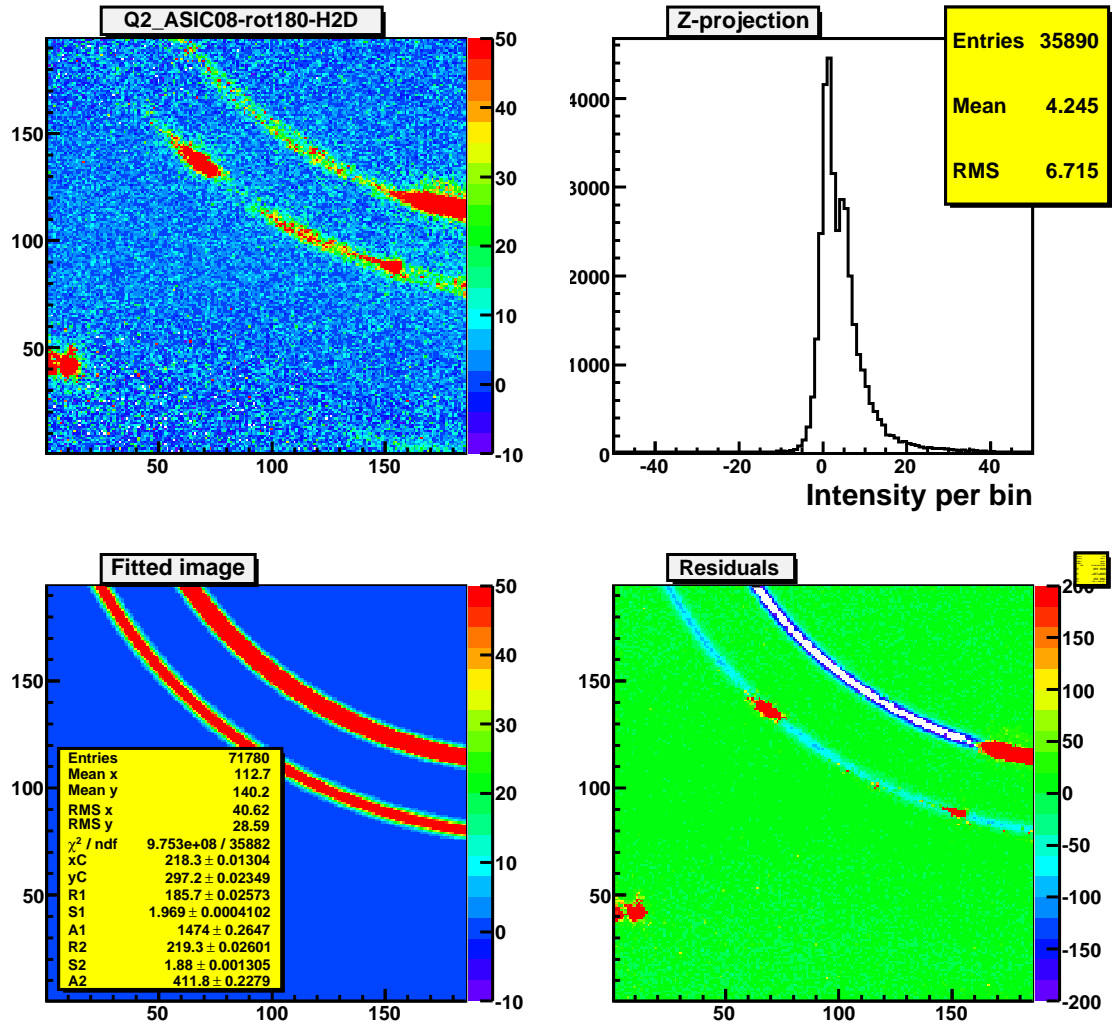 Q2_ASIC08-rot180-H2D
50
40
30
20
10
0
-10
150
100
50
50
100
150
Z-projection
Entries 35890
Mean 4.245
RMS 6.715
4000
3000
2000
1000
0
-40
-20
0
20
40
Intensity per bin
Fitted image
50
40
30
20
10
0
-10
150
100
50
50
100
150
Entries 71780
Mean x 112.7
Mean y 140.2
RMS x 40.62
RMS y 28.59
χ² / ndf 9.753e+08 / 35882
xC 218.3 ± 0.01304
yC 297.2 ± 0.02349
R1 185.7 ± 0.02573
S1 1.969 ± 0.0004102
A1 1474 ± 0.2647
R2 219.3 ± 0.02601
S2 1.88 ± 0.001305
A2 411.8 ± 0.2279
Residuals
200
150
100
50
-0
-50
-100
-150
-200
150
100
50
50
100
150